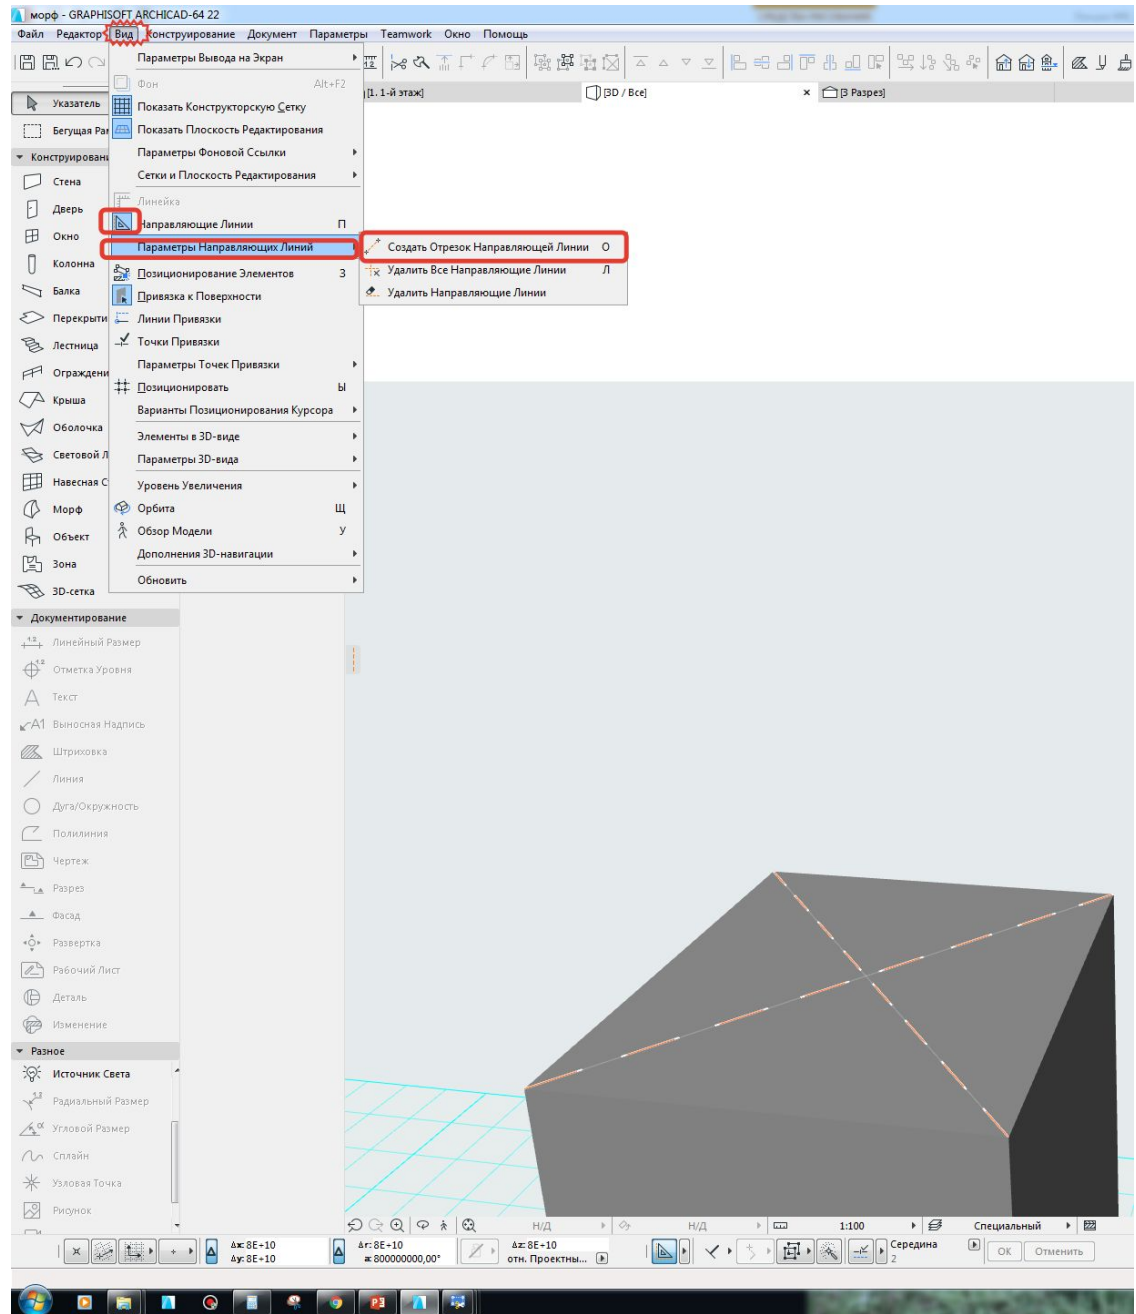 морф - GRAPHISOFT ARCHICAD-64 22
Файл Редактор Вид Конструирование Документ Параметры Teamwork Окно Помощь
Параметры Вывода на Экран
Фон Alt+F2
[1. 1-й этаж] [3D / Все] [3 Разрез]
Указатель
Показать Конструкторскую Сетку
Бегущая Рам
Показать Плоскость Редактирования
Параметры Фоновой Ссылки
Конструировани
Сетки и Плоскость Редактирования
Стена
Линейка
Дверь
Направляющие Линии П
Окно
Параметры Направляющих Линий
Создать Отрезок Направляющей Линии О
Колонна
Позиционирование Элементов З
Удалить Все Направляющие Линии Л
Балка
Привязка к Поверхности
Удалить Направляющие Линии
Перекрыти
Линии Привязки
Лестница
Точки Привязки
Параметры Точек Привязки
Ограждени
Позиционировать Ы
Крыша
Варианты Позиционирования Курсора
Оболочка
Элементы в 3D-виде
Световой Л
Параметры 3D-вида
Навесная С
Уровень Увеличения
Морф
Орбита Щ
Объект
Обзор Модели У
Дополнения 3D-навигации
Зона
Обновить
3D-сетка
Документирование
Линейный Размер
Отметка Уровня
Текст
Выносная Надпись
Штриховка
Линия
Дуга/Окружность
Полилиния
Чертеж
Разрез
Фасад
Развертка
Рабочий Лист
Деталь
Изменение
Разное
Источник Света
Радиальный Размер
Угловой Размер
Сплайн
Узловая Точка
Рисунок
Н/Д Н/Д 1:100 Специальный
Δx: 8E+10 Δr: 8E+10 Δz: 8E+10 Середина
Δy: 8E+10 a: 800000000,00° отн. Проектны... 2
ОК Отменить